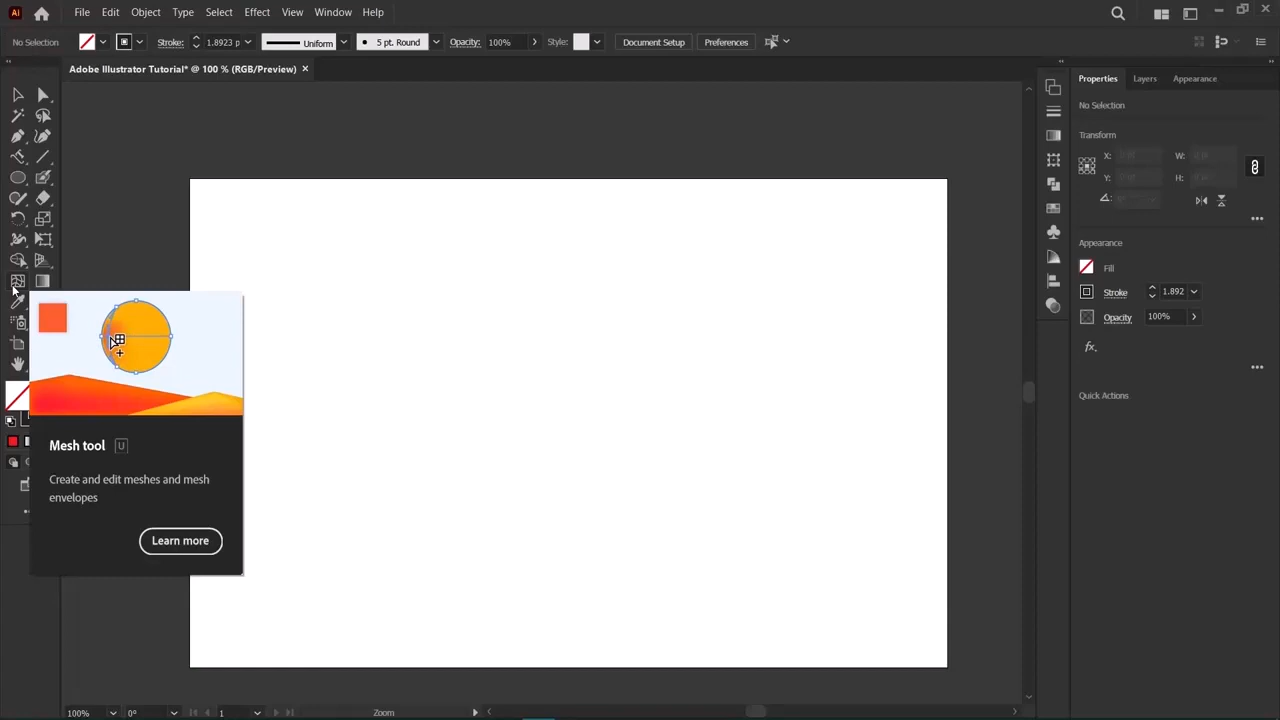 Ai File Edit Object Type Select Effect View Window Help
No Selection Stroke: 1.8923 p Uniform 5 pt. Round Opacity: 100% Style: Document Setup Preferences
Adobe Illustrator Tutorial* @ 100 % (RGB/Preview) ×
Properties Layers Appearance
No Selection
Transform
X: W:
Y: H:
Appearance
Fill
Stroke 1.892
Opacity 100%
fx.
Quick Actions
Mesh tool U
Create and edit meshes and mesh
envelopes
Learn more
100% 0° 1 Zoom